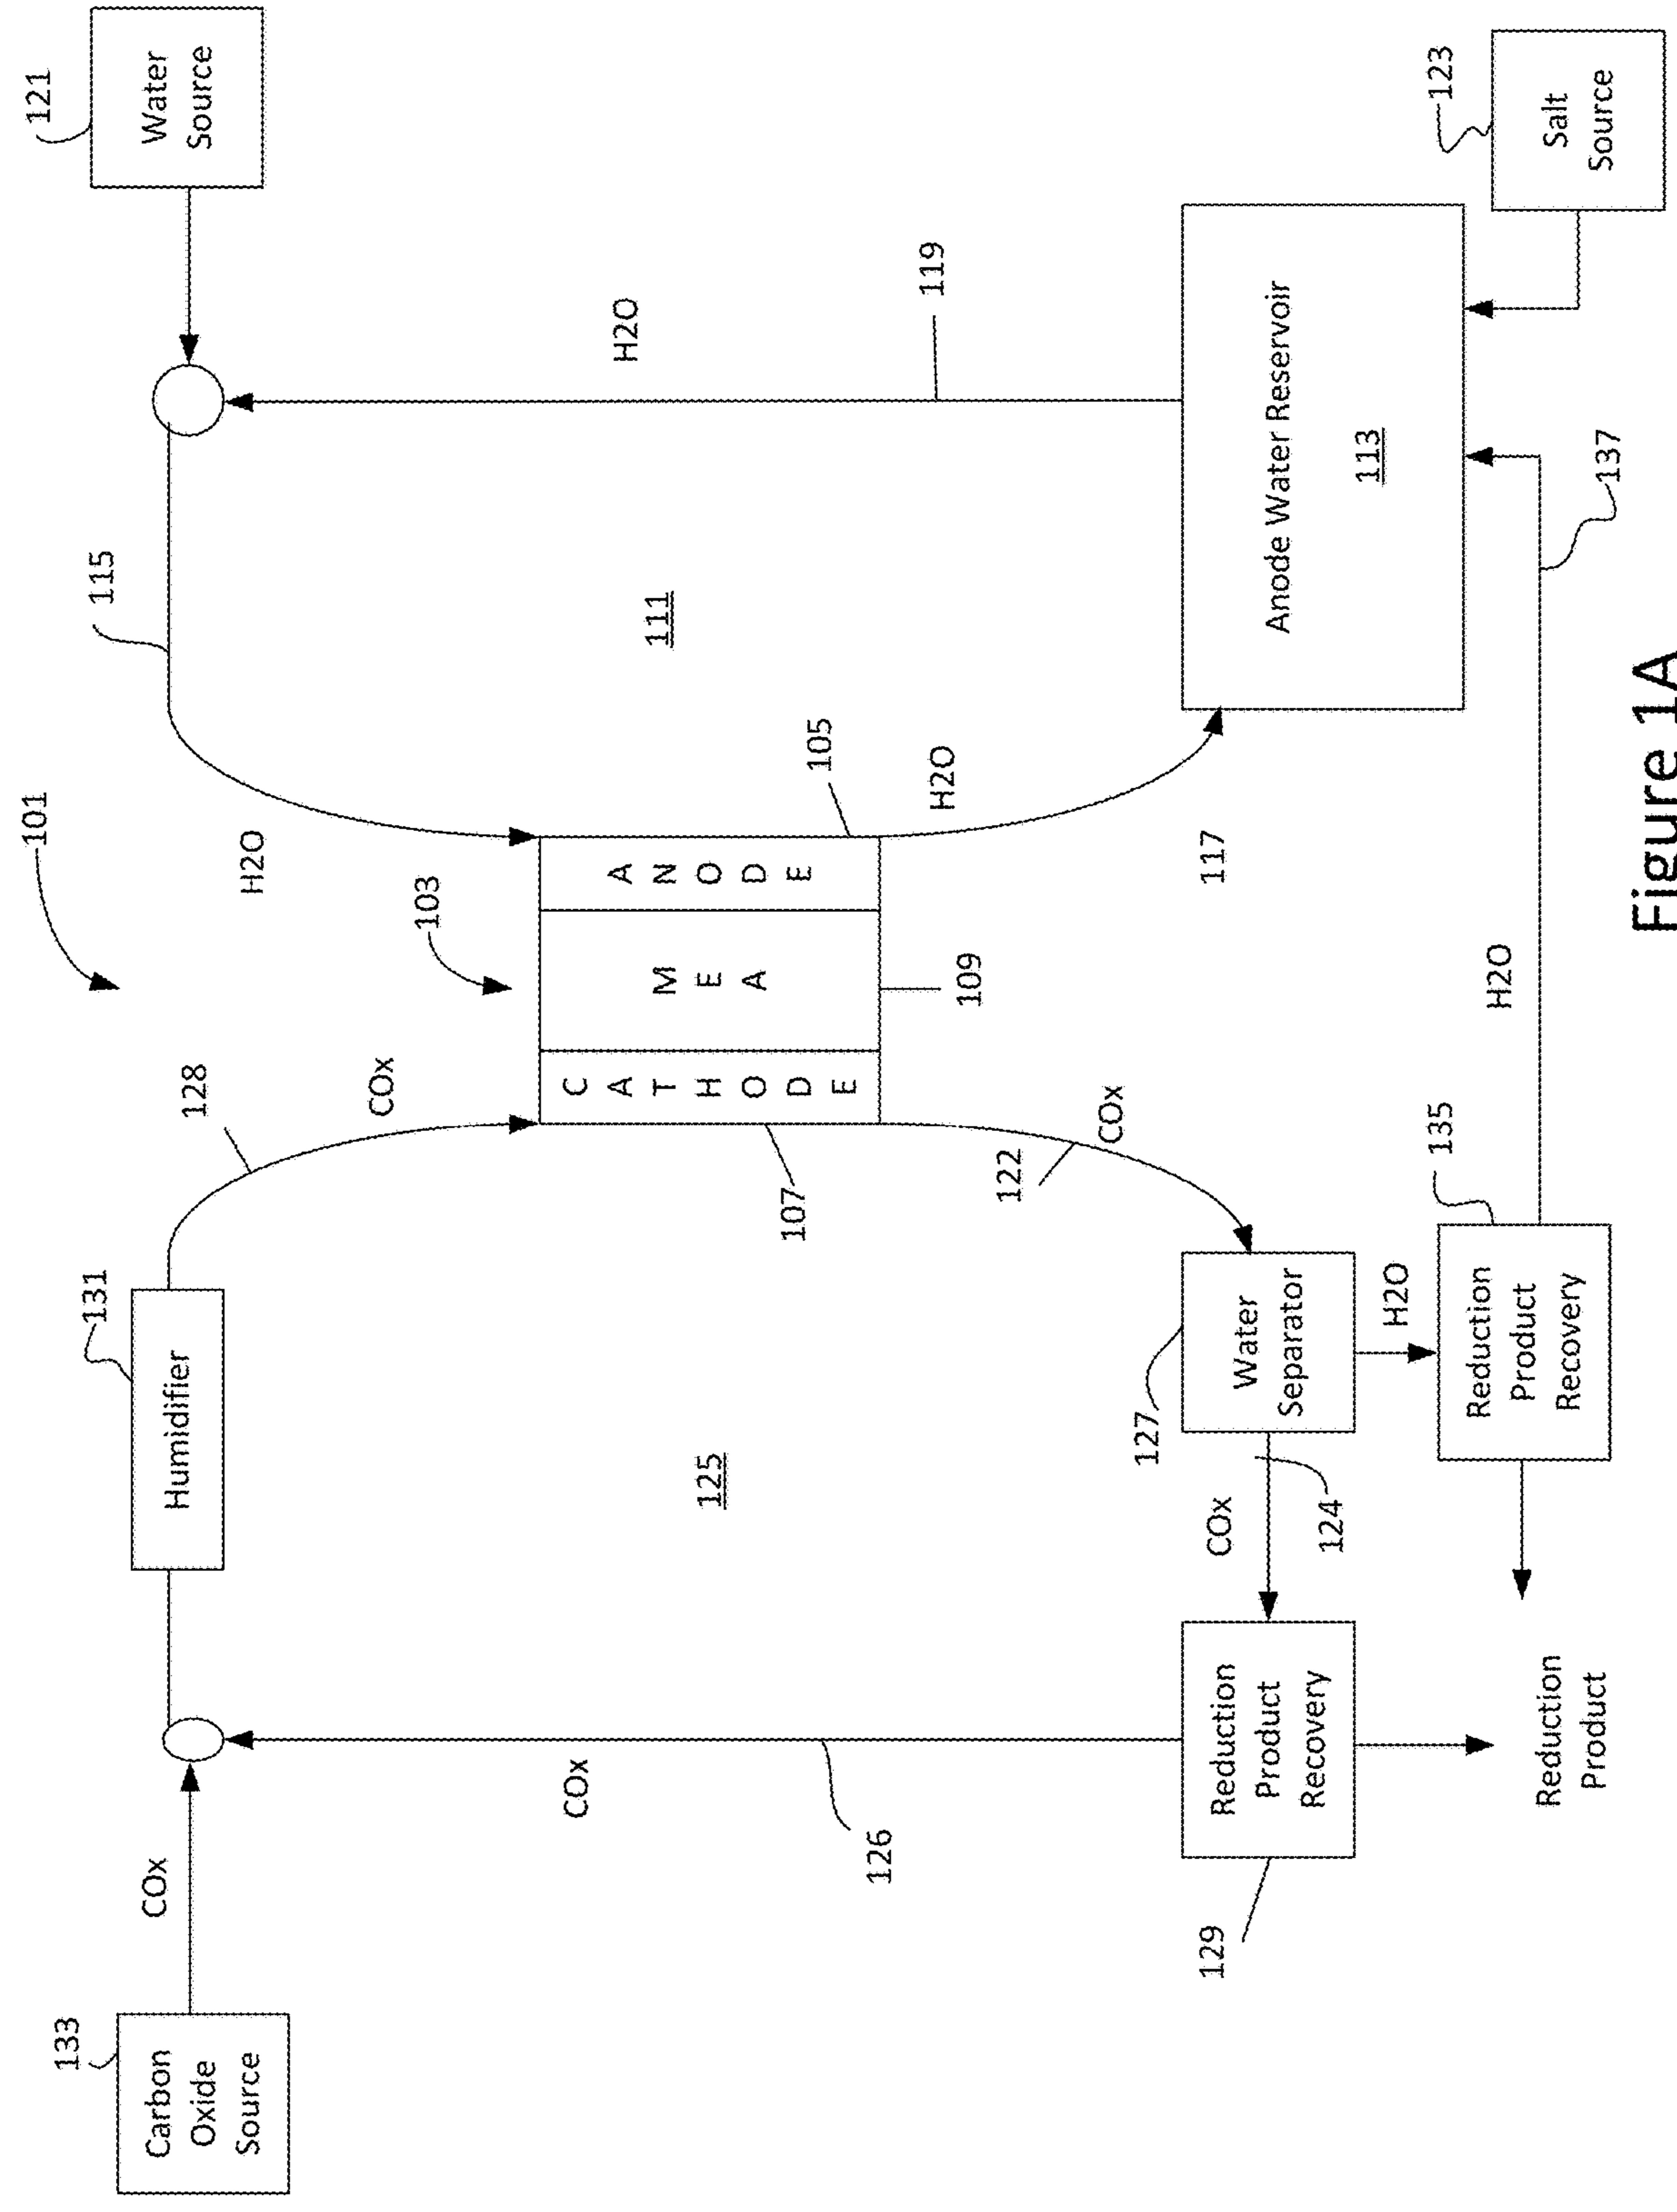 101
133
Carbon
Oxide
Source
COx
131
Humidifier
128
COx
H2O
115
121
Water
Source
103
C
A
T
H
O
D
E
M
E
A
A
N
O
D
E
107
109
105
COx
126
125
111
H2O
119
122
COx
H2O
117
129
Reduction
Product
Recovery
COx
124
127
Water
Separator
H2O
Anode Water Reservoir
113
135
Reduction
Product
Recovery
H2O
137
123
Salt
Source
Reduction
Product
Figure 1A